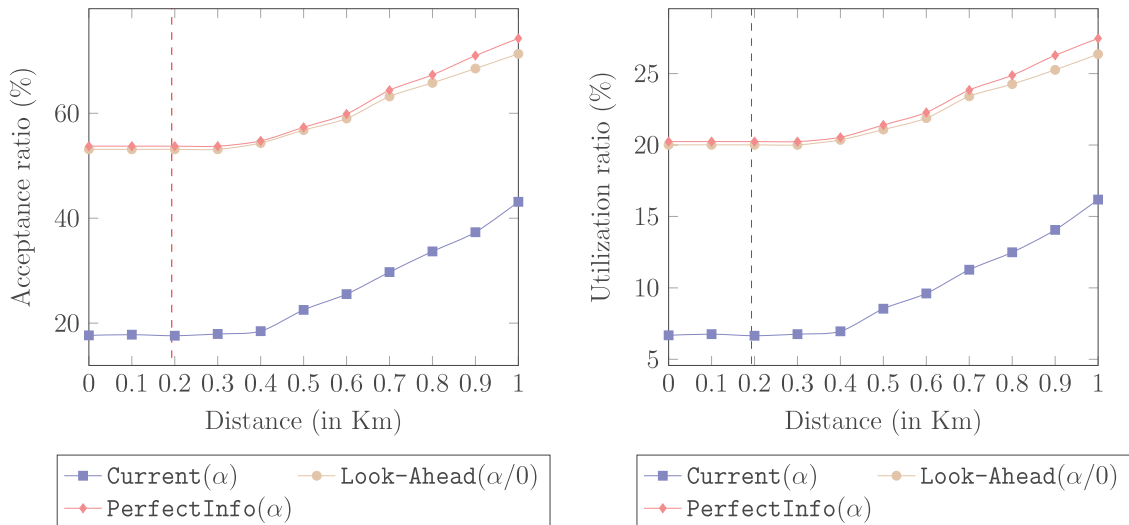 Acceptance ratio (%)
60
40
20
0 0.1 0.2 0.3 0.4 0.5 0.6 0.7 0.8 0.9 1
Distance (in Km)
Current(α) Look-Ahead(α/0)
PerfectInfo(α)
Utilization ratio (%)
25
20
15
10
5
0 0.1 0.2 0.3 0.4 0.5 0.6 0.7 0.8 0.9 1
Distance (in Km)
Current(α) Look-Ahead(α/0)
PerfectInfo(α)